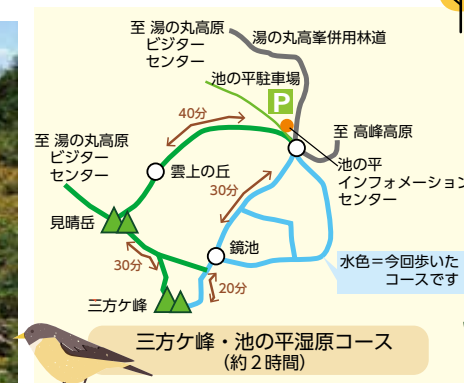 至 湯の丸高原
ビジター
センター
湯の丸高峯併用林道
池の平駐車場
P
40分
至 高峰高原
至 湯の丸高原
ビジター
センター
雲上の丘
池の平
インフォメーション
センター
30分
見晴岳
鏡池
30分
水色=今回歩いた
コースです
20分
三方ケ峰
三方ケ峰・池の平湿原コース
(約2時間)